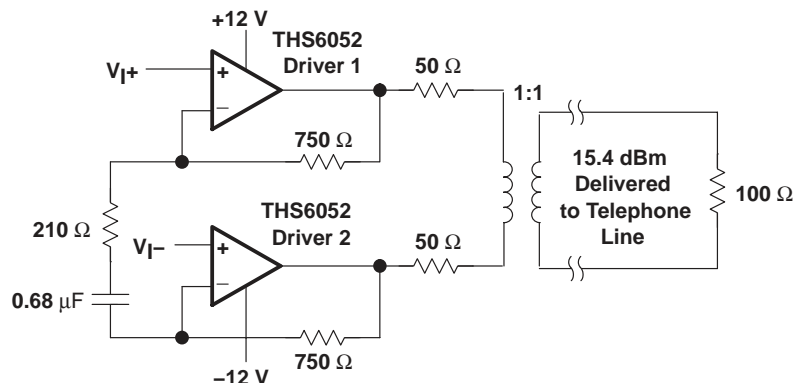 +12 V
THS6052
Driver 1
VI+
+
−
50 Ω
1:1
750 Ω
15.4 dBm
Delivered
to Telephone
Line
100 Ω
210 Ω
THS6052
Driver 2
VI−
+
−
50 Ω
0.68 μF
750 Ω
−12 V